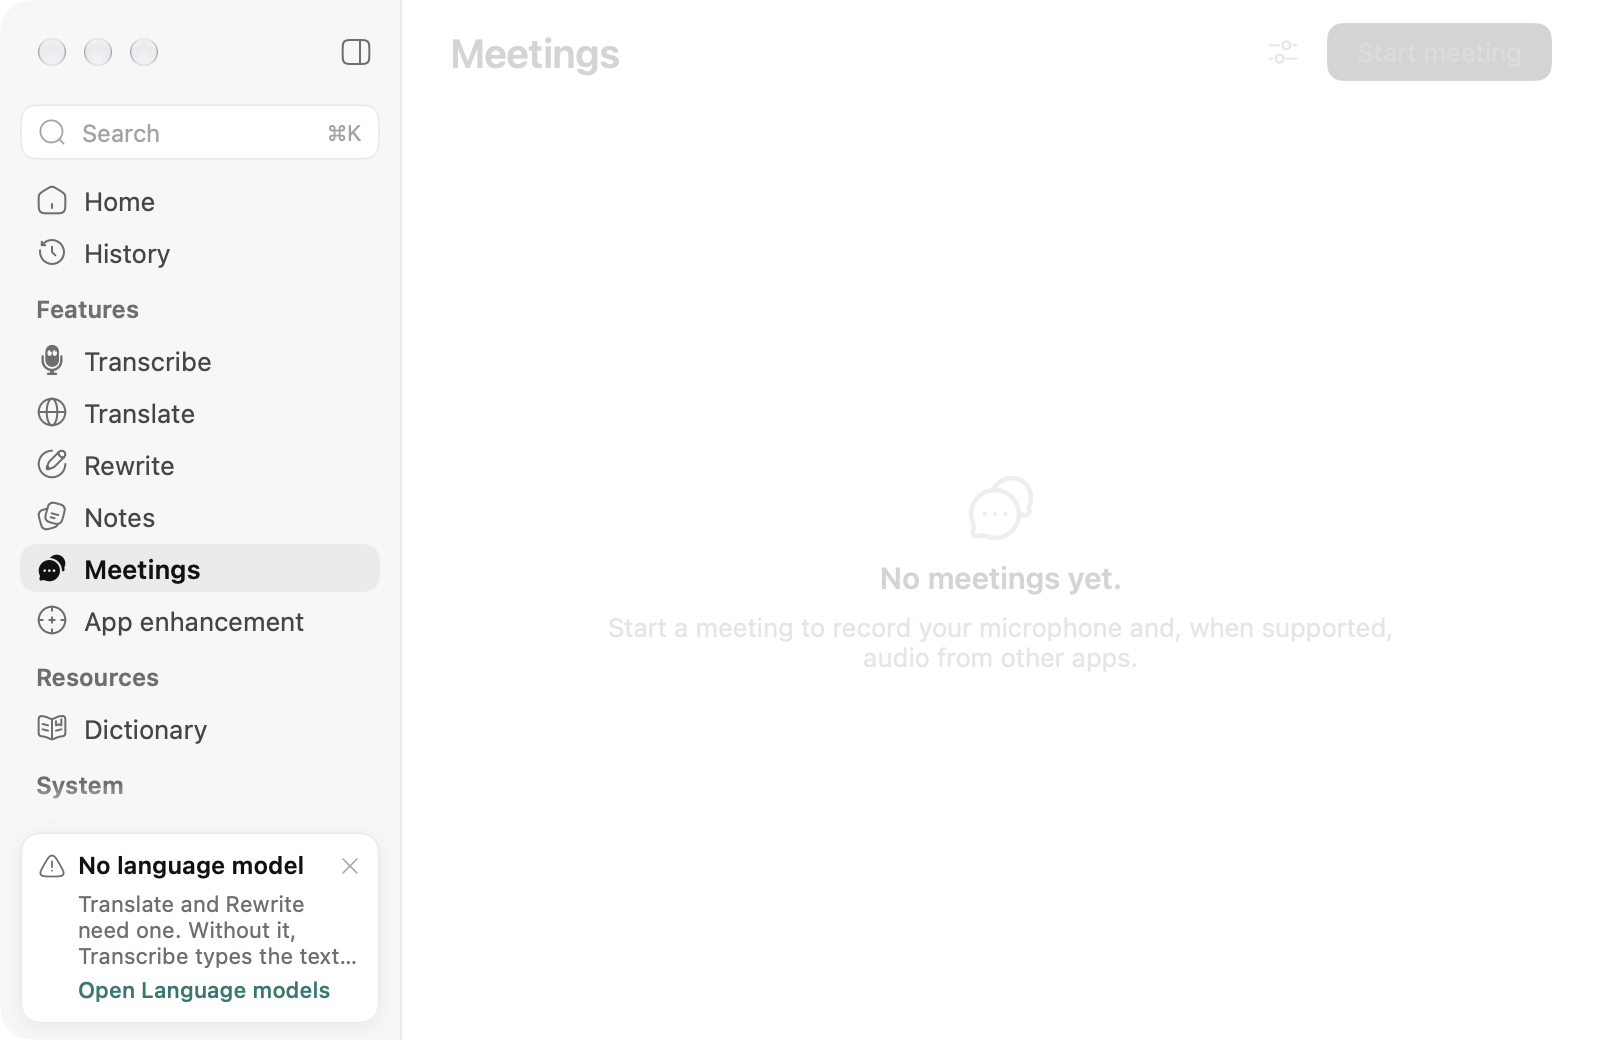 Meetings
Start meeting
Search
⌘K
Home
History
Features
Transcribe
Translate
Rewrite
Notes
Meetings
App enhancement
Resources
Dictionary
System
No language model
Translate and Rewrite
need one. Without it,
Transcribe types the text...
Open Language models
No meetings yet.
Start a meeting to record your microphone and, when supported,
audio from other apps.